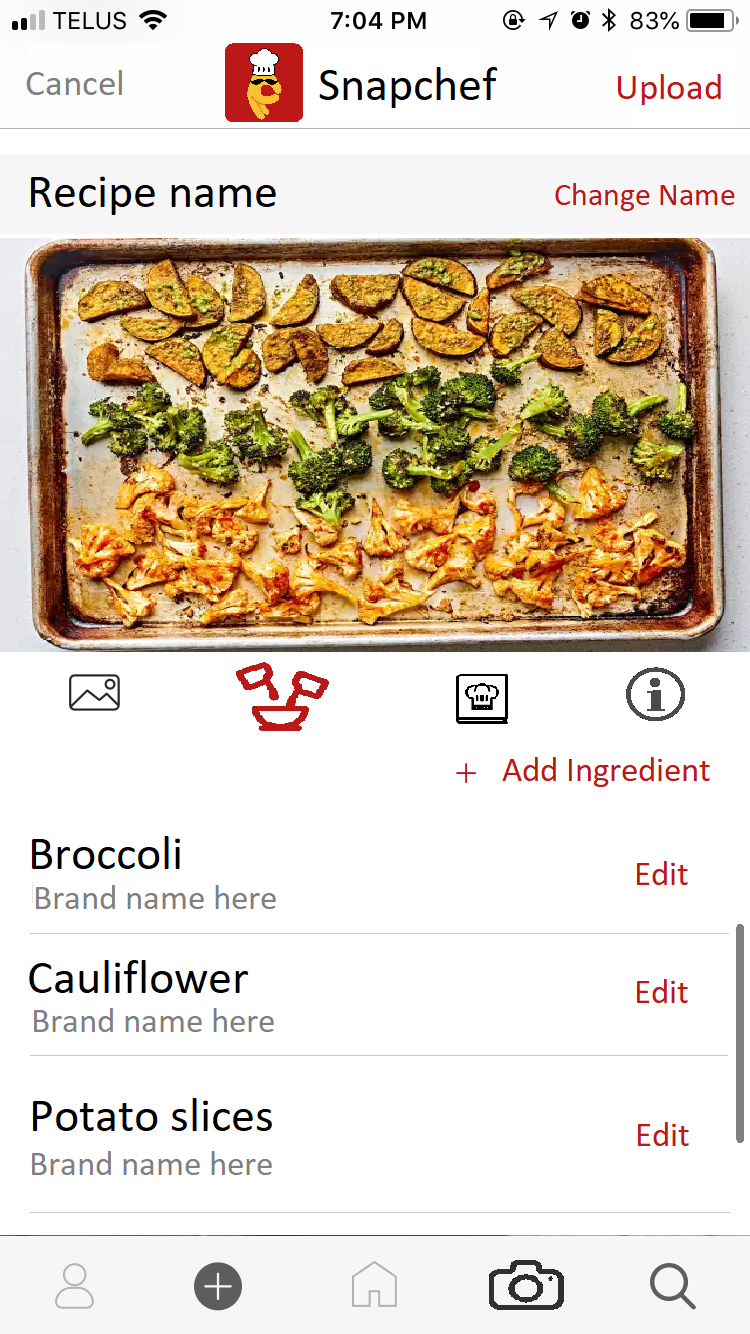 TELUS 7:04 PM 83%
Cancel Snapchef Upload
Recipe name Change Name
+ Add Ingredient
Broccoli
Brand name here
Edit
Cauliflower
Brand name here
Edit
Potato slices
Brand name here
Edit